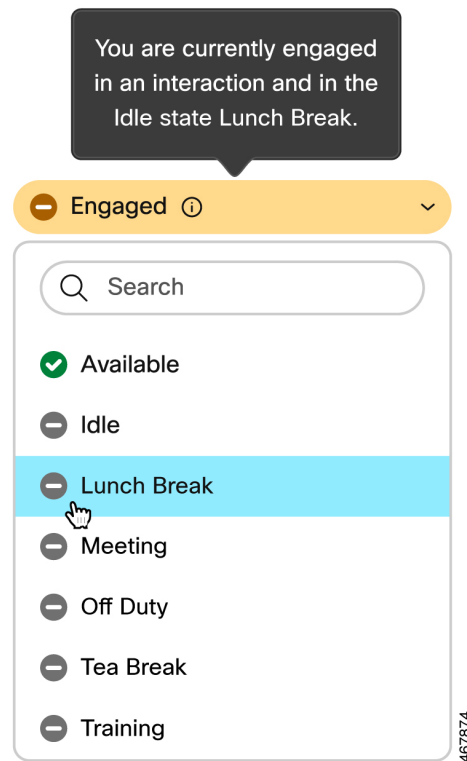 You are currently engaged
in an interaction and in the
Idle state Lunch Break.
Engaged
Search
Available
Idle
Lunch Break
Meeting
Off Duty
Tea Break
Training
467874